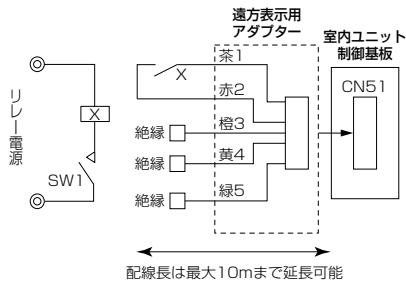 遠方表示用
アダプター
室内ユニット
制御基板
茶1
X
赤2
CN51
リレー電源
X
橙3
絶縁
黄4
絶縁
SW1
緑5
絶縁
配線長は最大10mまで延長可能